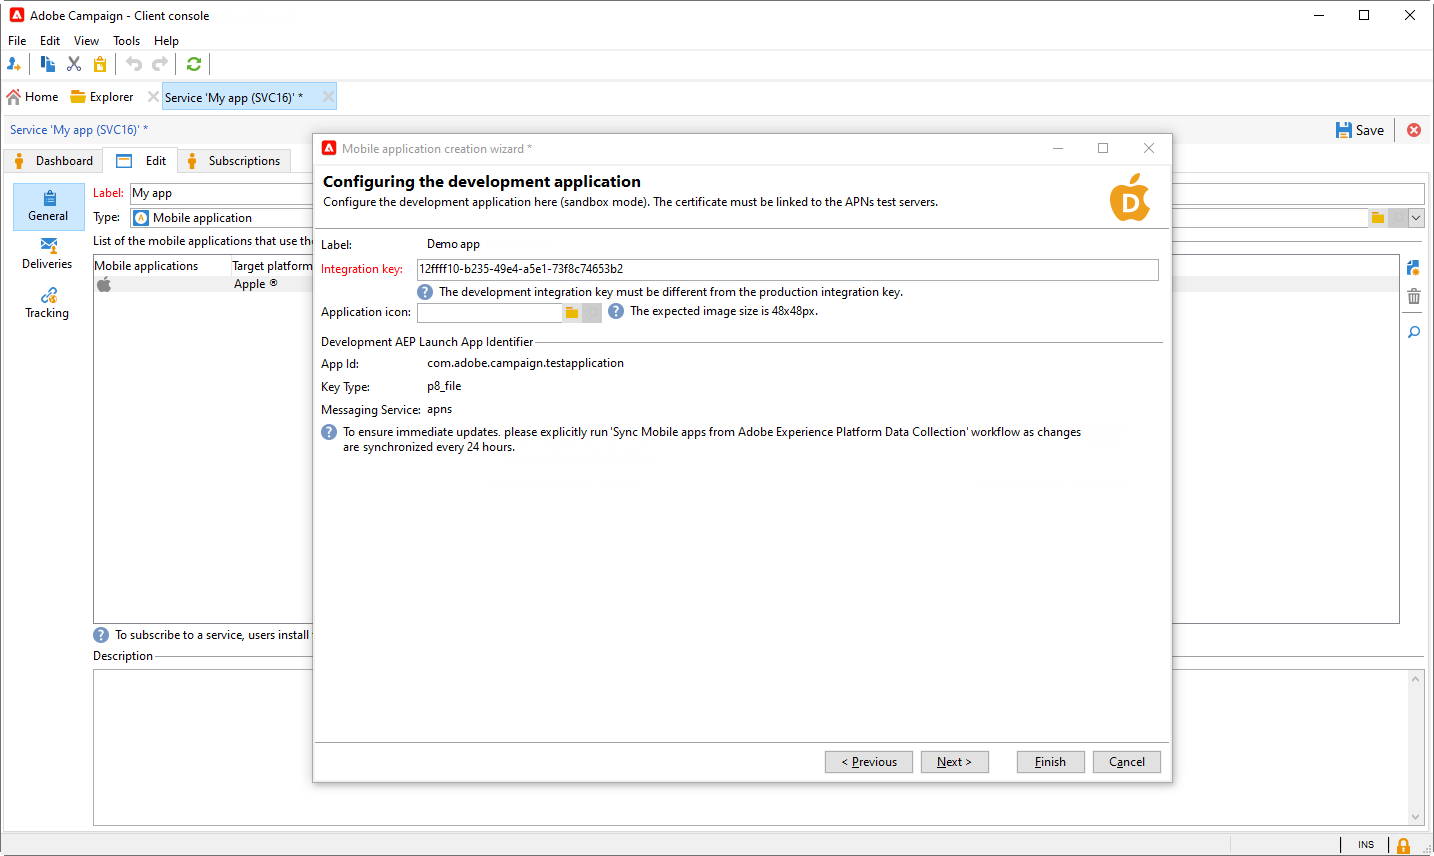 Adobe Campaign - Client console
File Edit View Tools Help
Home Explorer Service 'My app (SVC16)' *
Service 'My app (SVC16)' * Save
Dashboard Edit Subscriptions
General
Deliveries
Tracking
Label: My app
Type: Mobile application
List of the mobile applications that use the
Mobile applications Target platform
Apple ®
To subscribe to a service, users install
Description
Mobile application creation wizard *
Configuring the development application
Configure the development application here (sandbox mode). The certificate must be linked to the APNs test servers.
D
Label: Demo app
Integration key: 12ffff10-b235-49e4-a5e1-73f8c74653b2
The development integration key must be different from the production integration key.
Application icon: The expected image size is 48x48px.
Development AEP Launch App Identifier
App Id: com.adobe.campaign.testapplication
Key Type: p8_file
Messaging Service: apns
To ensure immediate updates. please explicitly run 'Sync Mobile apps from Adobe Experience Platform Data Collection' workflow as changes
are synchronized every 24 hours.
< Previous Next > Finish Cancel
INS